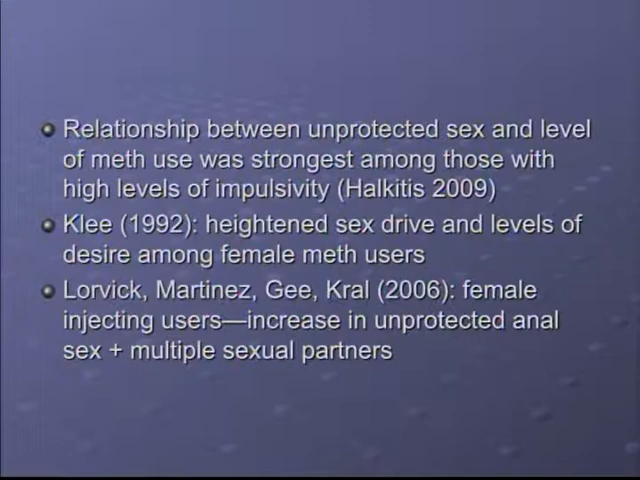 Relationship between unprotected sex and level
of meth use was strongest among those with
high levels of impulsivity (Halkitis 2009)
Klee (1992): heightened sex drive and levels of
desire among female meth users
Lorvick, Martinez, Gee, Kral (2006): female
injecting users—increase in unprotected anal
sex + multiple sexual partners